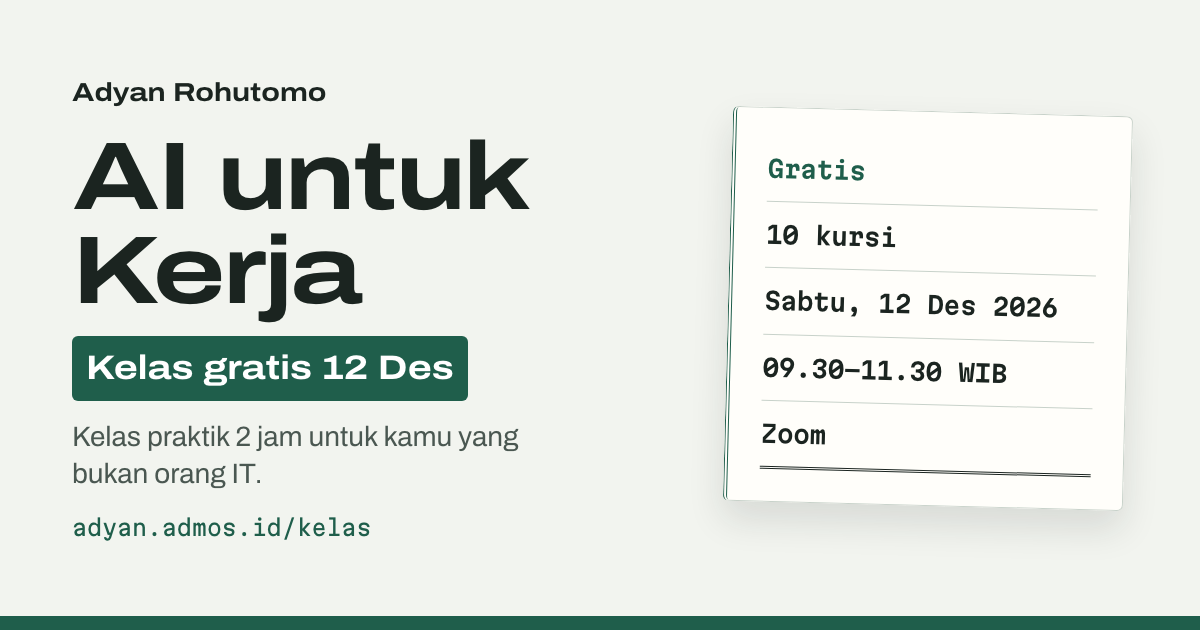 Adyan Rohutomo
AI untuk
Kerja
Kelas gratis 12 Des
Kelas praktik 2 jam untuk kamu yang
bukan orang IT.
adyan.admos.id/kelas
Gratis
10 kursi
Sabtu, 12 Des 2026
09.30–11.30 WIB
Zoom